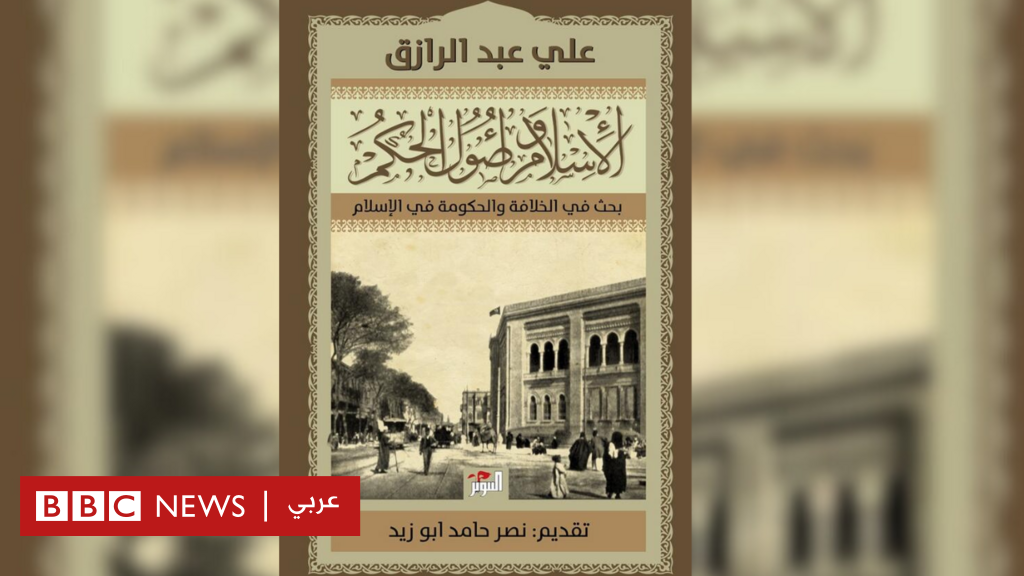 علي عبد الرازق
الإسلام وأصول الحكم
بحث في الخلافة والحكومة في الإسلام
التنوير
تقديم: نصر حامد ابو زيد
BBC NEWS | عربي